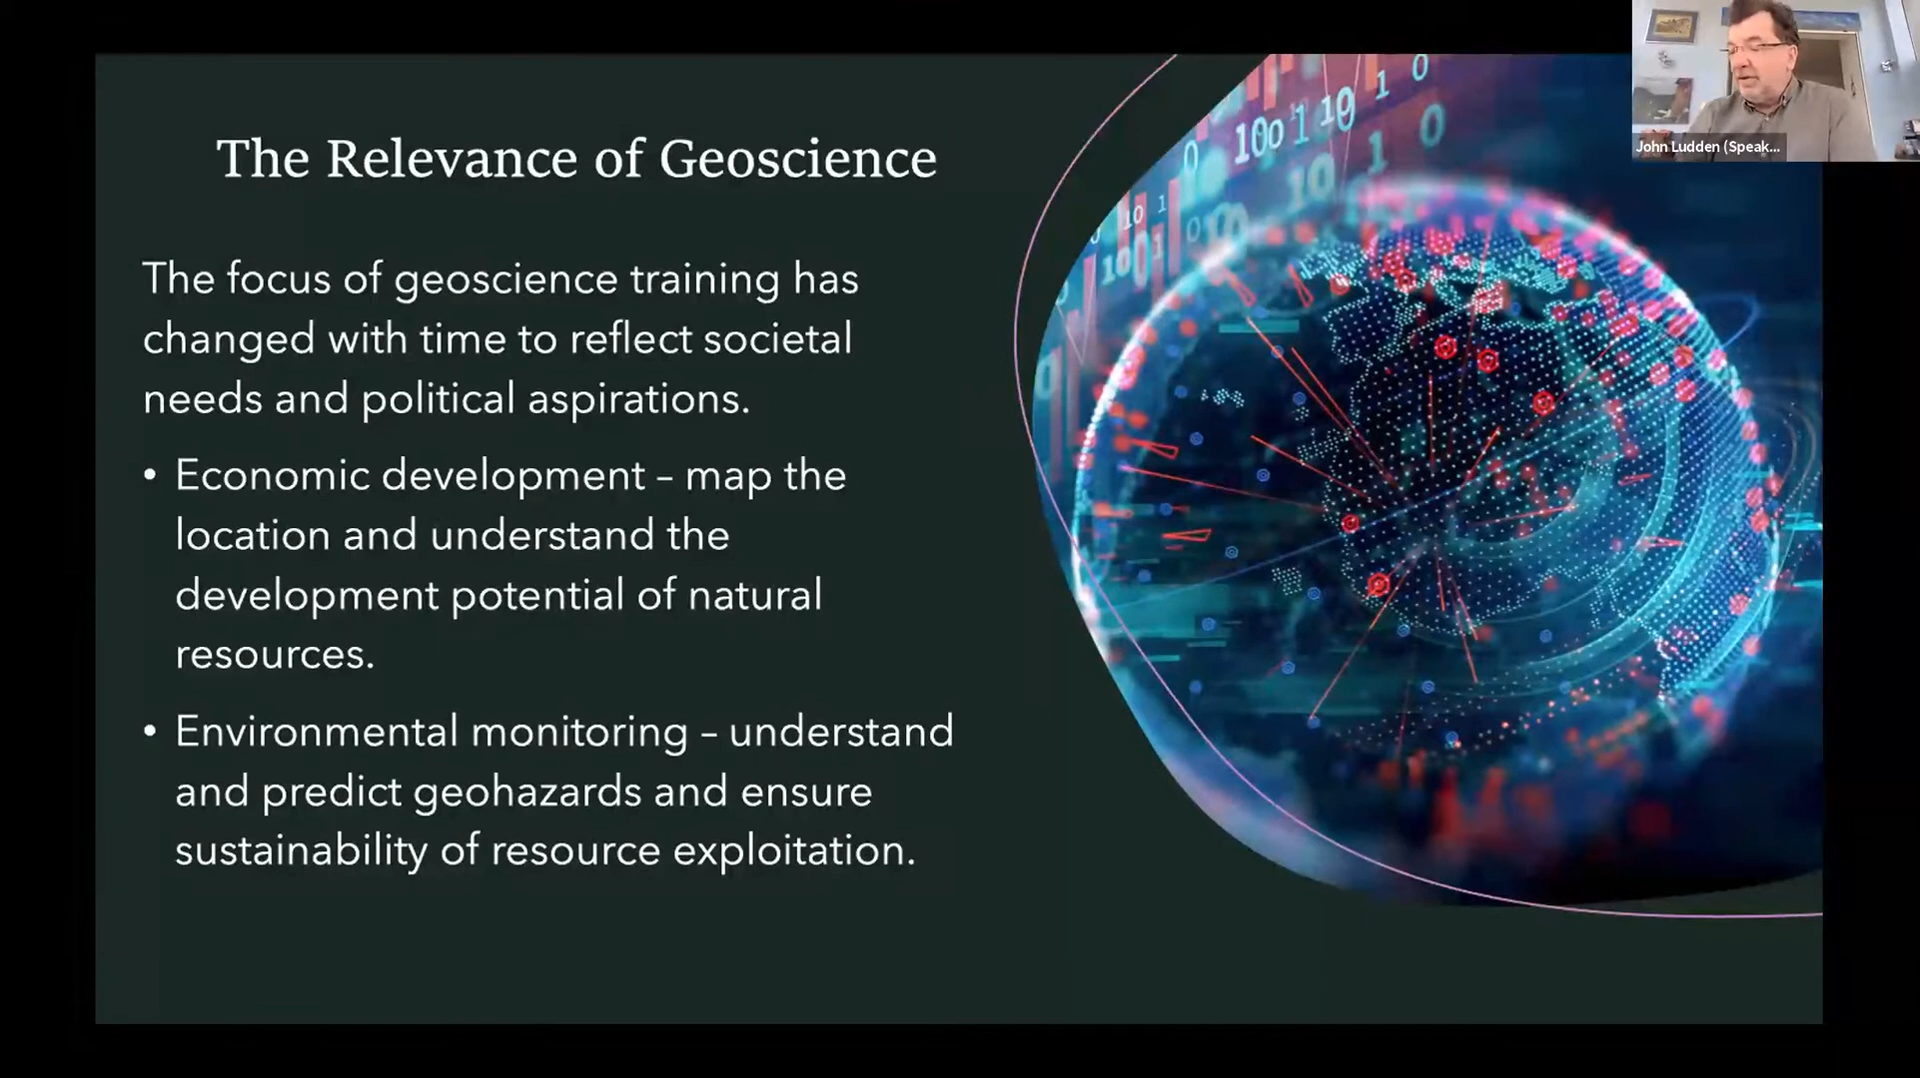 The Relevance of Geoscience
The focus of geoscience training has
changed with time to reflect societal
needs and political aspirations.
• Economic development – map the
location and understand the
development potential of natural
resources.
• Environmental monitoring – understand
and predict geohazards and ensure
sustainability of resource exploitation.
John Ludden (Speak...